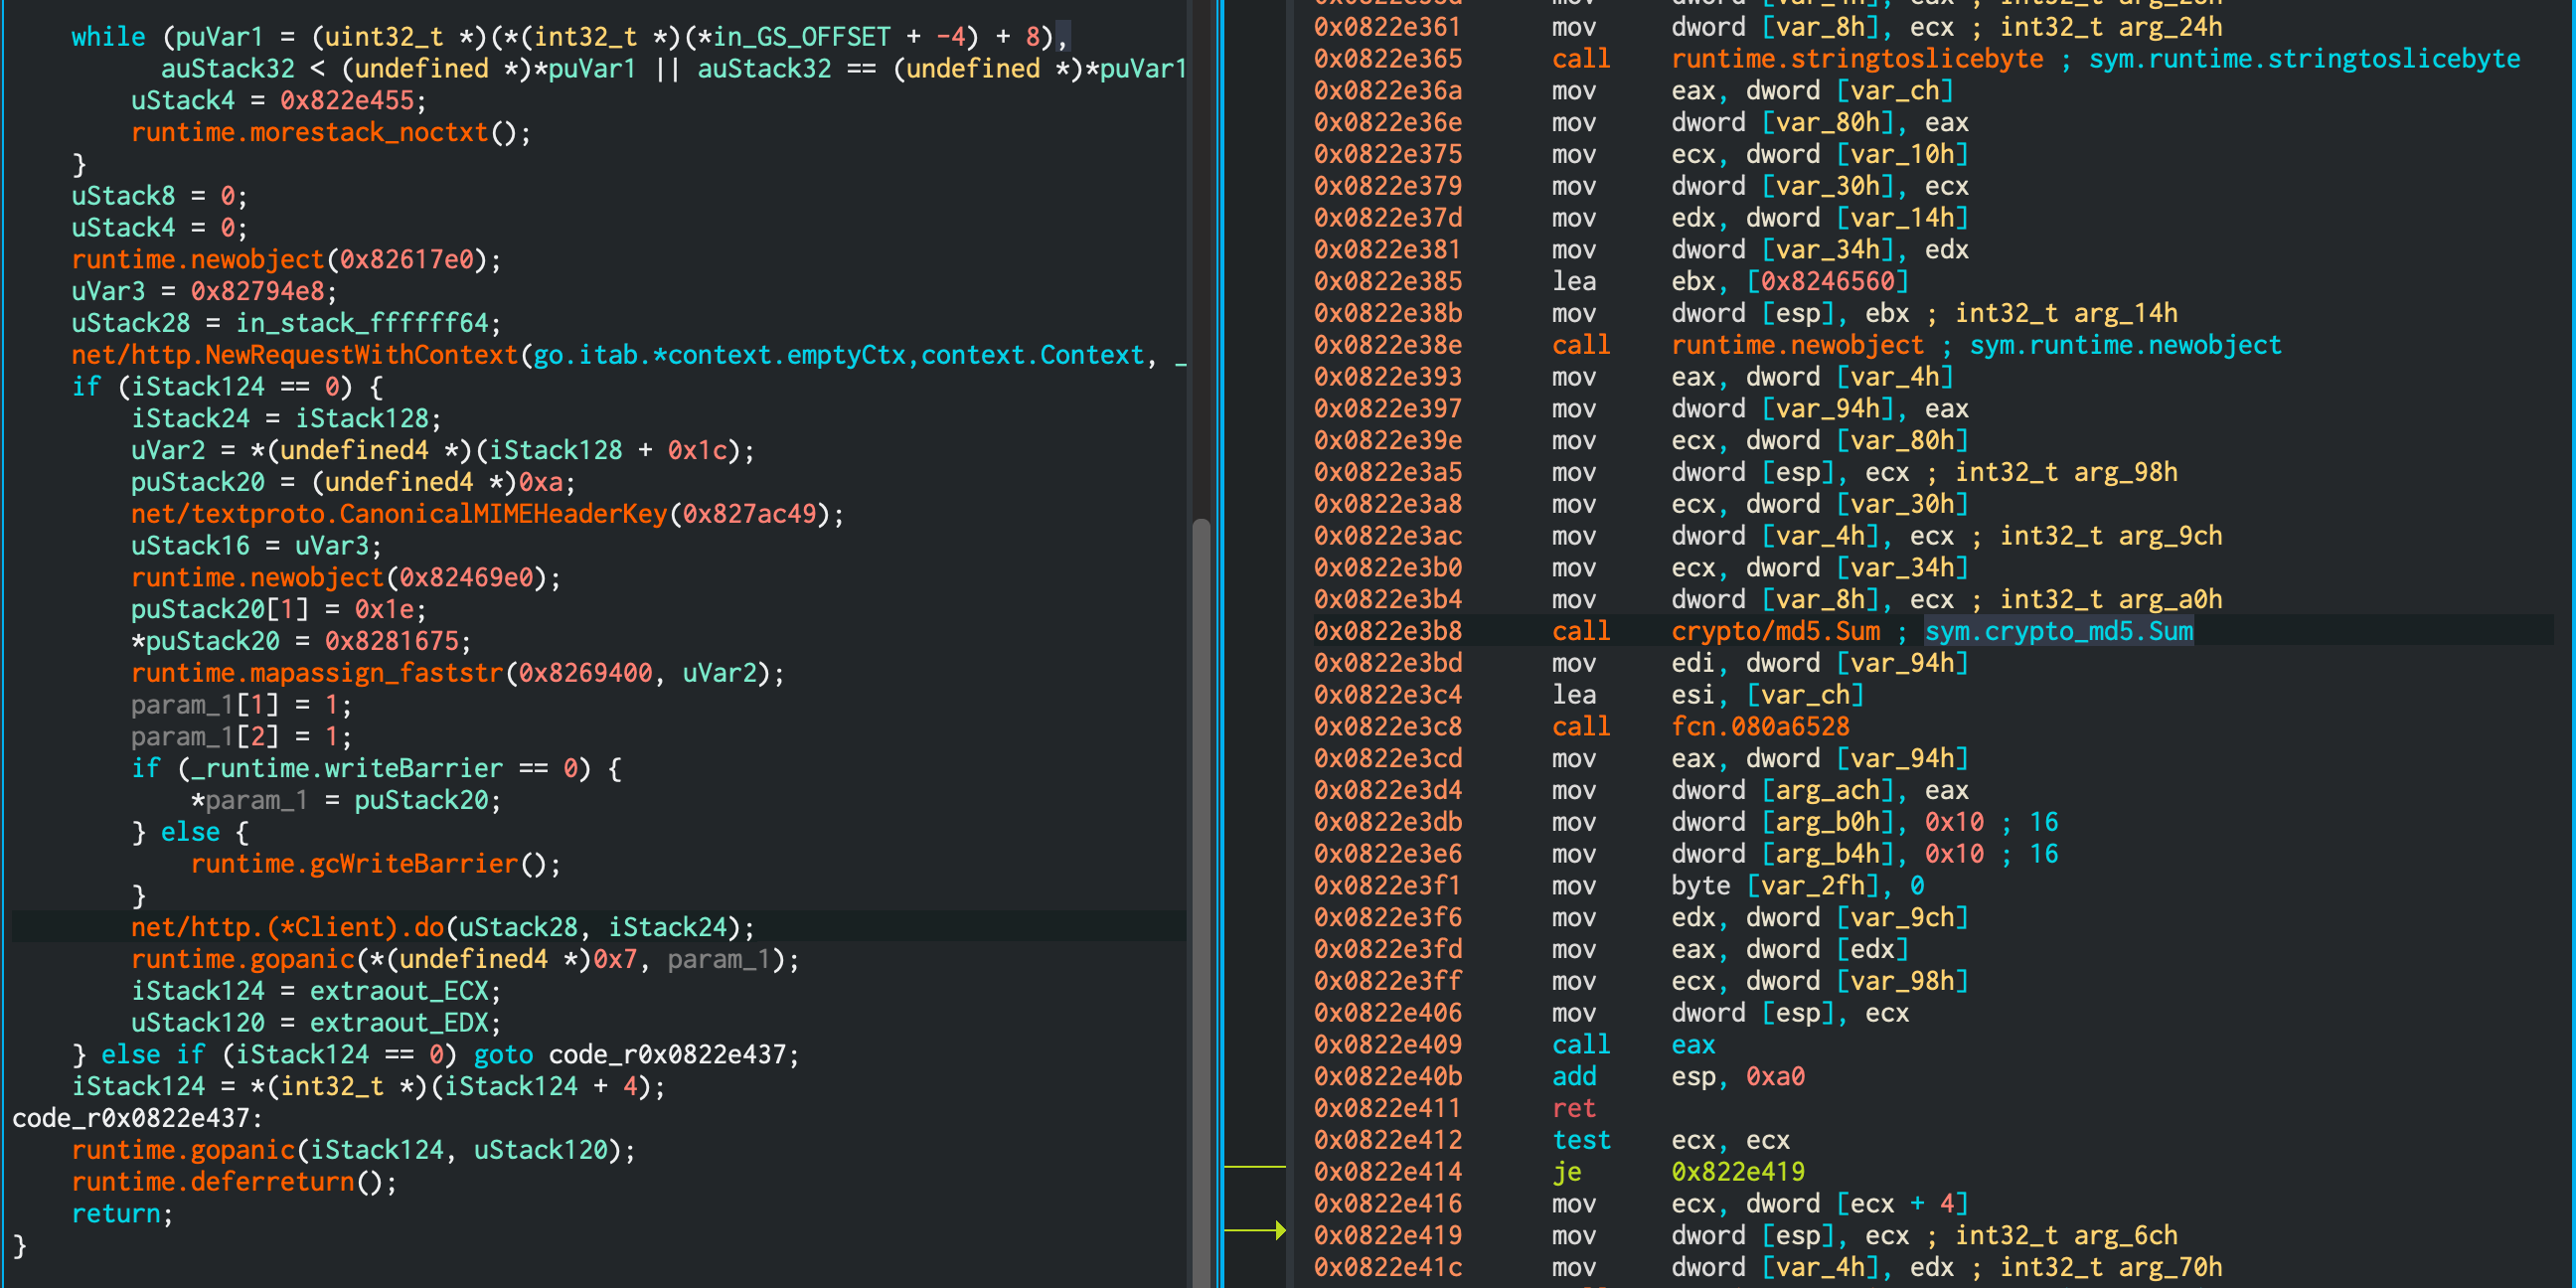 while (puVar1 = (uint32_t *)(*(int32_t *)(*in_GS_OFFSET + -4) + 8),
auStack32 < (undefined *)*puVar1 || auStack32 == (undefined *)*puVar1
uStack4 = 0x822e455;
runtime.morestack_noctxt();
}
uStack8 = 0;
uStack4 = 0;
runtime.newobject(0x82617e0);
uVar3 = 0x82794e8;
uStack28 = in_stack_ffffff64;
net/http.NewRequestWithContext(go.itab.*context.emptyCtx,context.Context, _
if (iStack124 == 0) {
iStack24 = iStack128;
uVar2 = *(undefined4 *)(iStack128 + 0x1c);
puStack20 = (undefined4 *)0xa;
net/textproto.CanonicalMIMEHeaderKey(0x827ac49);
uStack16 = uVar3;
runtime.newobject(0x82469e0);
puStack20[1] = 0x1e;
*puStack20 = 0x8281675;
runtime.mapassign_faststr(0x8269400, uVar2);
param_1[1] = 1;
param_1[2] = 1;
if (_runtime.writeBarrier == 0) {
*param_1 = puStack20;
} else {
runtime.gcWriteBarrier();
}
net/http.(*Client).do(uStack28, iStack24);
runtime.gopanic(*(undefined4 *)0x7, param_1);
iStack124 = extraout_ECX;
uStack120 = extraout_EDX;
} else if (iStack124 == 0) goto code_r0x0822e437;
iStack124 = *(int32_t *)(iStack124 + 4);
code_r0x0822e437:
runtime.gopanic(iStack124, uStack120);
runtime.deferreturn();
return;
}
0x0822e361 mov dword [var_8h], ecx ; int32_t arg_24h
0x0822e365 call runtime.stringtoslicebyte ; sym.runtime.stringtoslicebyte
0x0822e36a mov eax, dword [var_ch]
0x0822e36e mov dword [var_80h], eax
0x0822e375 mov ecx, dword [var_10h]
0x0822e379 mov dword [var_30h], ecx
0x0822e37d mov edx, dword [var_14h]
0x0822e381 mov dword [var_34h], edx
0x0822e385 lea ebx, [0x8246560]
0x0822e38b mov dword [esp], ebx ; int32_t arg_14h
0x0822e38e call runtime.newobject ; sym.runtime.newobject
0x0822e393 mov eax, dword [var_4h]
0x0822e397 mov dword [var_94h], eax
0x0822e39e mov ecx, dword [var_80h]
0x0822e3a5 mov dword [esp], ecx ; int32_t arg_98h
0x0822e3a8 mov ecx, dword [var_30h]
0x0822e3ac mov dword [var_4h], ecx ; int32_t arg_9ch
0x0822e3b0 mov ecx, dword [var_34h]
0x0822e3b4 mov dword [var_8h], ecx ; int32_t arg_a0h
0x0822e3b8 call crypto/md5.Sum ; sym.crypto_md5.Sum
0x0822e3bd mov edi, dword [var_94h]
0x0822e3c4 lea esi, [var_ch]
0x0822e3c8 call fcn.080a6528
0x0822e3cd mov eax, dword [var_94h]
0x0822e3d4 mov dword [arg_ach], eax
0x0822e3db mov dword [arg_b0h], 0x10 ; 16
0x0822e3e6 mov dword [arg_b4h], 0x10 ; 16
0x0822e3f1 mov byte [var_2fh], 0
0x0822e3f6 mov edx, dword [var_9ch]
0x0822e3fd mov eax, dword [edx]
0x0822e3ff mov ecx, dword [var_98h]
0x0822e406 mov dword [esp], ecx
0x0822e409 call eax
0x0822e40b add esp, 0xa0
0x0822e411 ret
0x0822e412 test ecx, ecx
0x0822e414 je 0x822e419
0x0822e416 mov ecx, dword [ecx + 4]
0x0822e419 mov dword [esp], ecx ; int32_t arg_6ch
0x0822e41c mov dword [var_4h], edx ; int32_t arg_70h